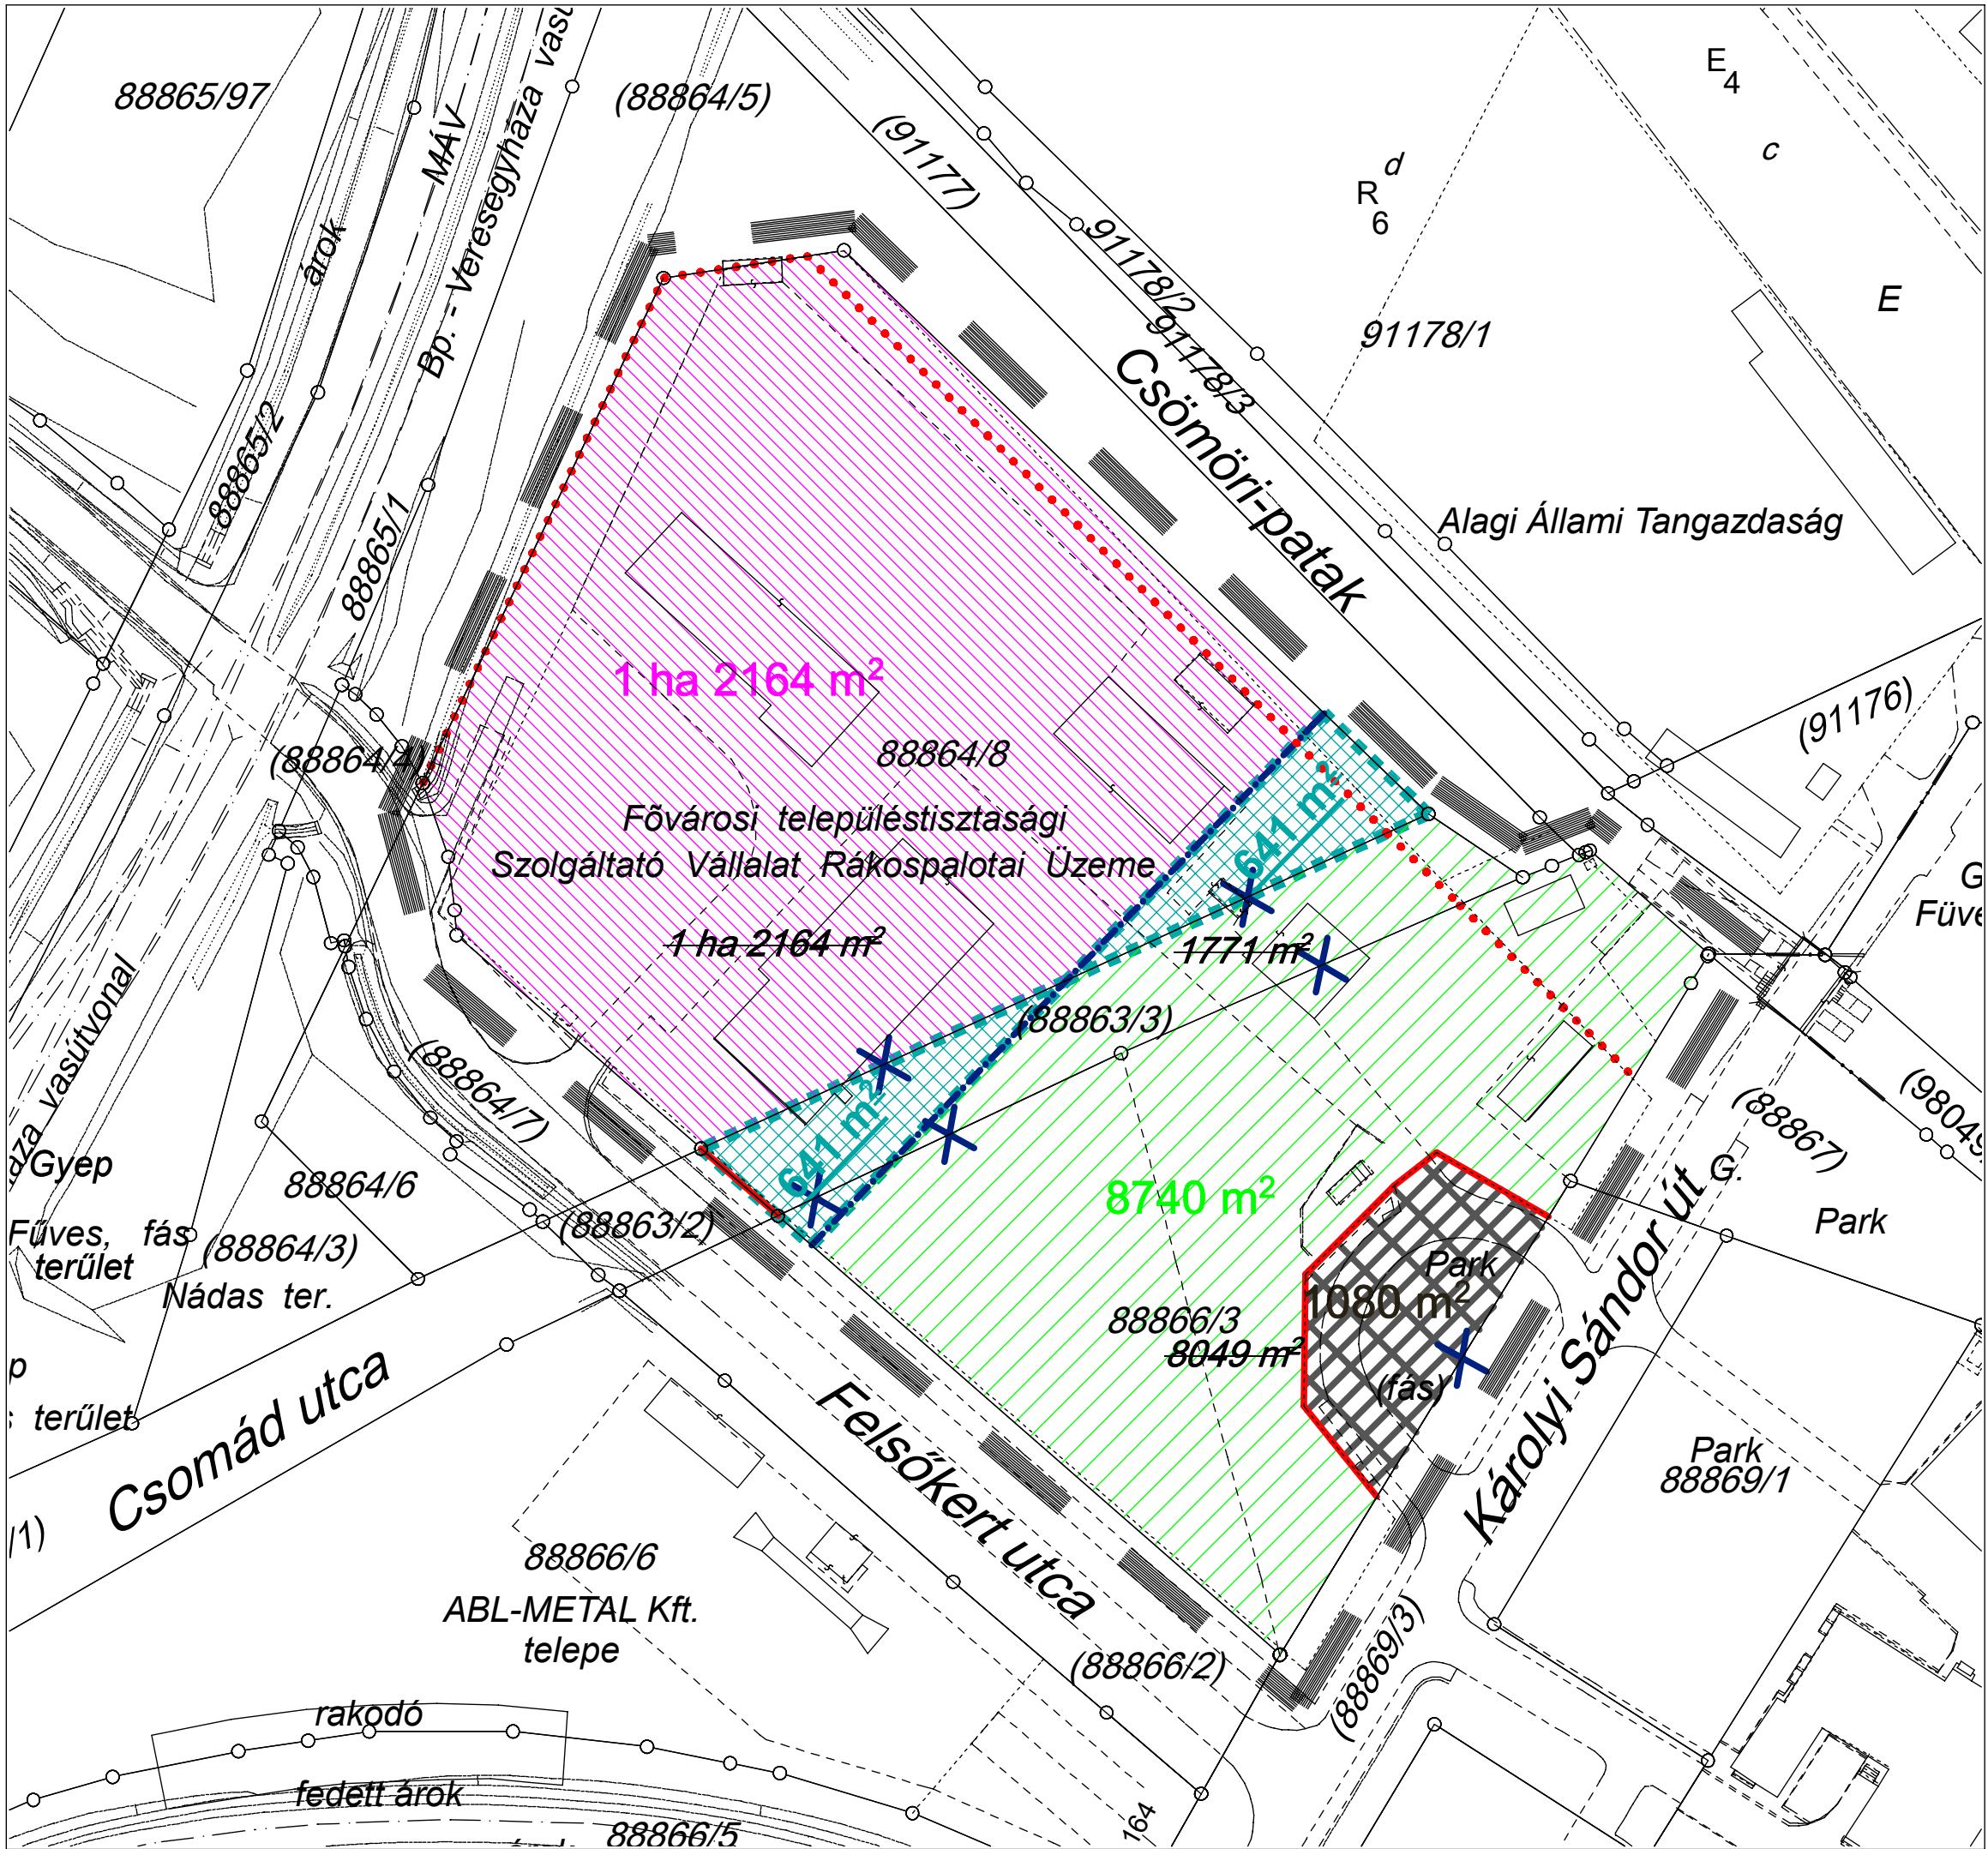 88865/97
MÁV
Bp. - Veresegyháza
(88864/5)
(91177)
E
4
c
d
R
6
árok
91178/2
91178/3
91178/1
E
88865/2
88865/1
Csömöri-patak
Alagi Állami Tangazdaság
1 ha 2164 m²
(88864/4)
88864/8
(91176)
Fõvárosi településtisztasági
Szolgáltató Vállalat Rákospalotai Üzeme
641 m²
1 ha 2164 m²
1771 m²
G
(88863/3)
vasútvonal
(88864/7)
641 m²
(88867)
Gyep
88864/6
8740 m²
G.
Füves, fás
terület
(88864/3)
(88863/2)
Park
Nádas ter.
Park
1080 m²
88866/3
8049 m²
(fás)
Károlyi Sándor út
terület
Csomád utca
Felsőkert utca
Park
88869/1
/1)
88866/6
ABL-METAL Kft.
telepe
(88866/2)
(88869/3)
rakodó
fedett árok
164
88866/5